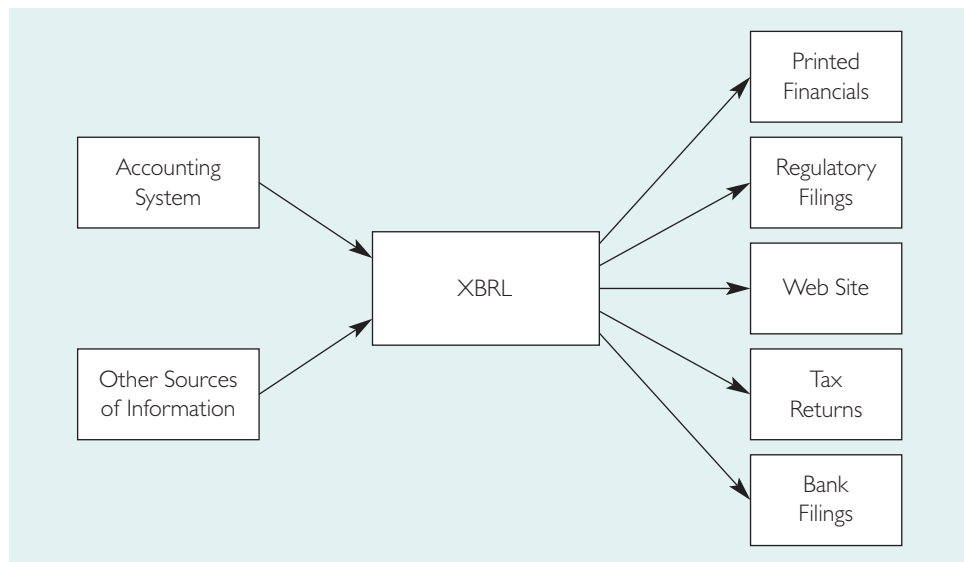 Accounting
System
Other Sources
of Information
XBRL
Printed
Financials
Regulatory
Filings
Web Site
Tax
Returns
Bank
Filings